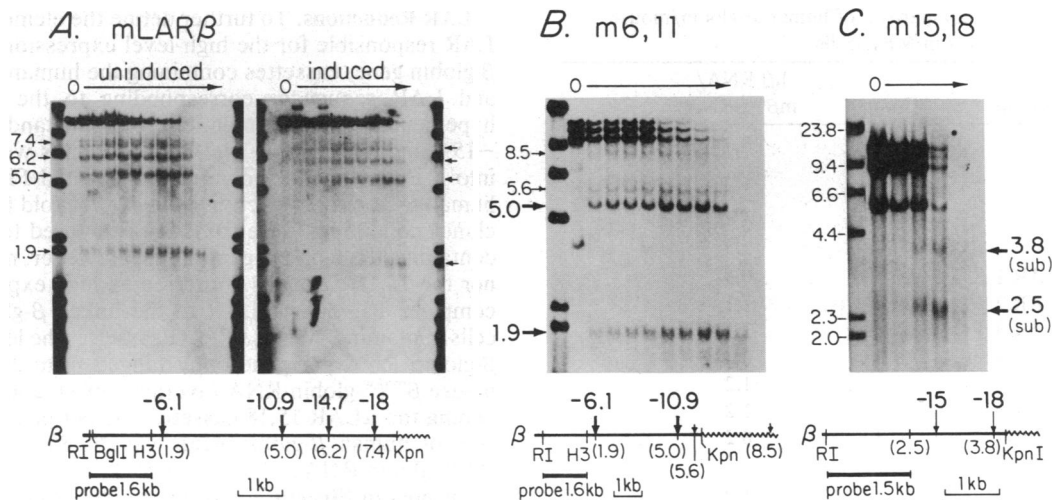 A. mLARβ
uninduced
induced
O
O
7.4
6.2
5.0
1.9
-6.1
-10.9
-14.7
-18
β
RI BglI H3 (1.9) (5.0) (6.2) (7.4) Kpn
probe 1.6kb
1kb
B. m6,11
O
8.5
5.6
5.0
1.9
-6.1
-10.9
β
RI H3 (1.9) (5.0) Kpn (8.5)
(5.6)
probe 1.6kb
1kb
C. m15,18
O
23.8
9.4
6.6
4.4
2.3
2.0
3.8
(sub)
2.5
(sub)
-15
-18
β
RI (2.5) (3.8) KpnI
probe 1.5kb
1kb